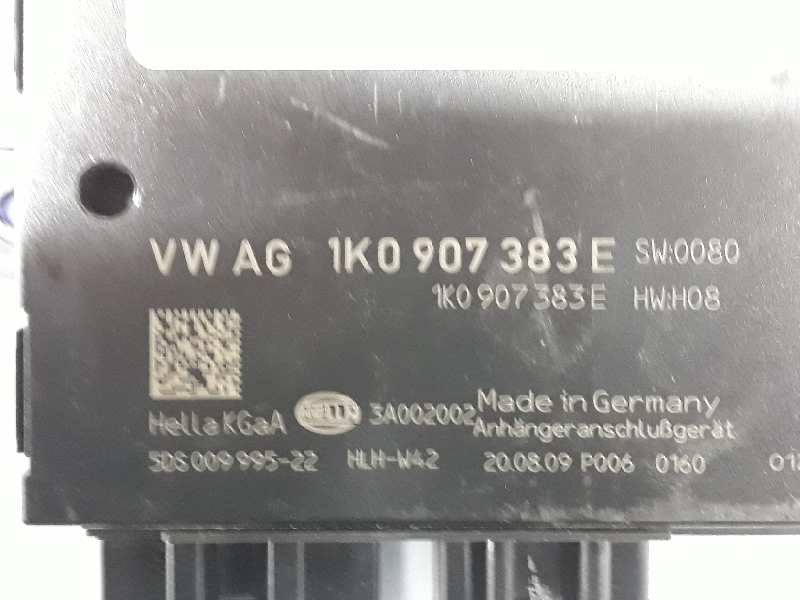 VW AG 1K0 907 383 E SW:0080
1K0 907 383 E HW:H08
Hella KGaA HELLA 3A002002 Made in Germany
Anhängeranschlußgerät
5DS 009 995-22 HLH-W42 20.08.09 P006 0160